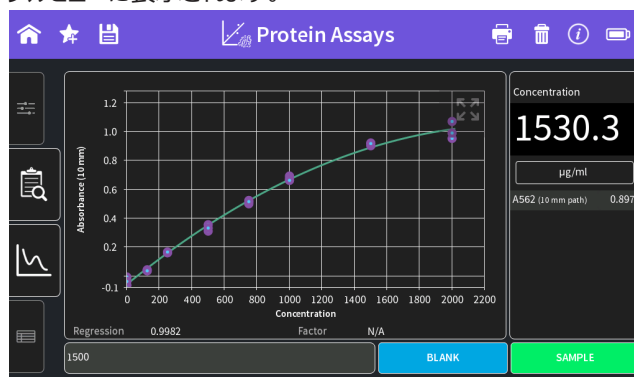 Protein Assays
1.2
1.0
0.8
0.6
0.4
0.2
-0.1
Absorbance (10 mm)
0 200 400 600 800 1000 1200 1400 1600 1800 2000 2200
Concentration
Regression 0.9982 Factor N/A
1500
BLANK
SAMPLE
Concentration
1530.3
µg/ml
A562 (10 mm path) 0.897